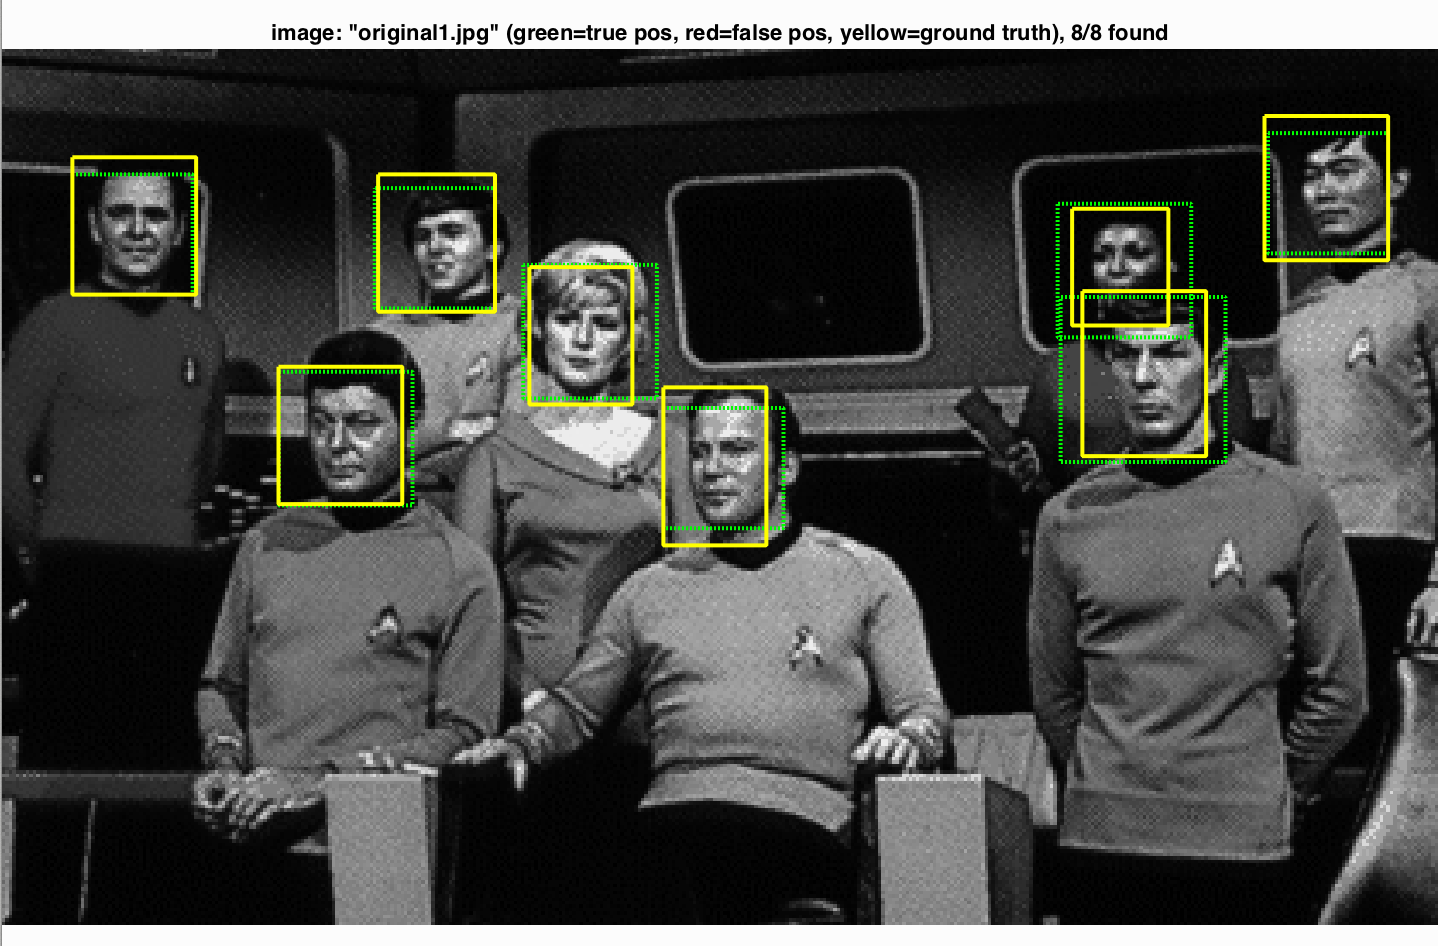 image: "original1.jpg" (green=true pos, red=false pos, yellow=ground truth), 8/8 found